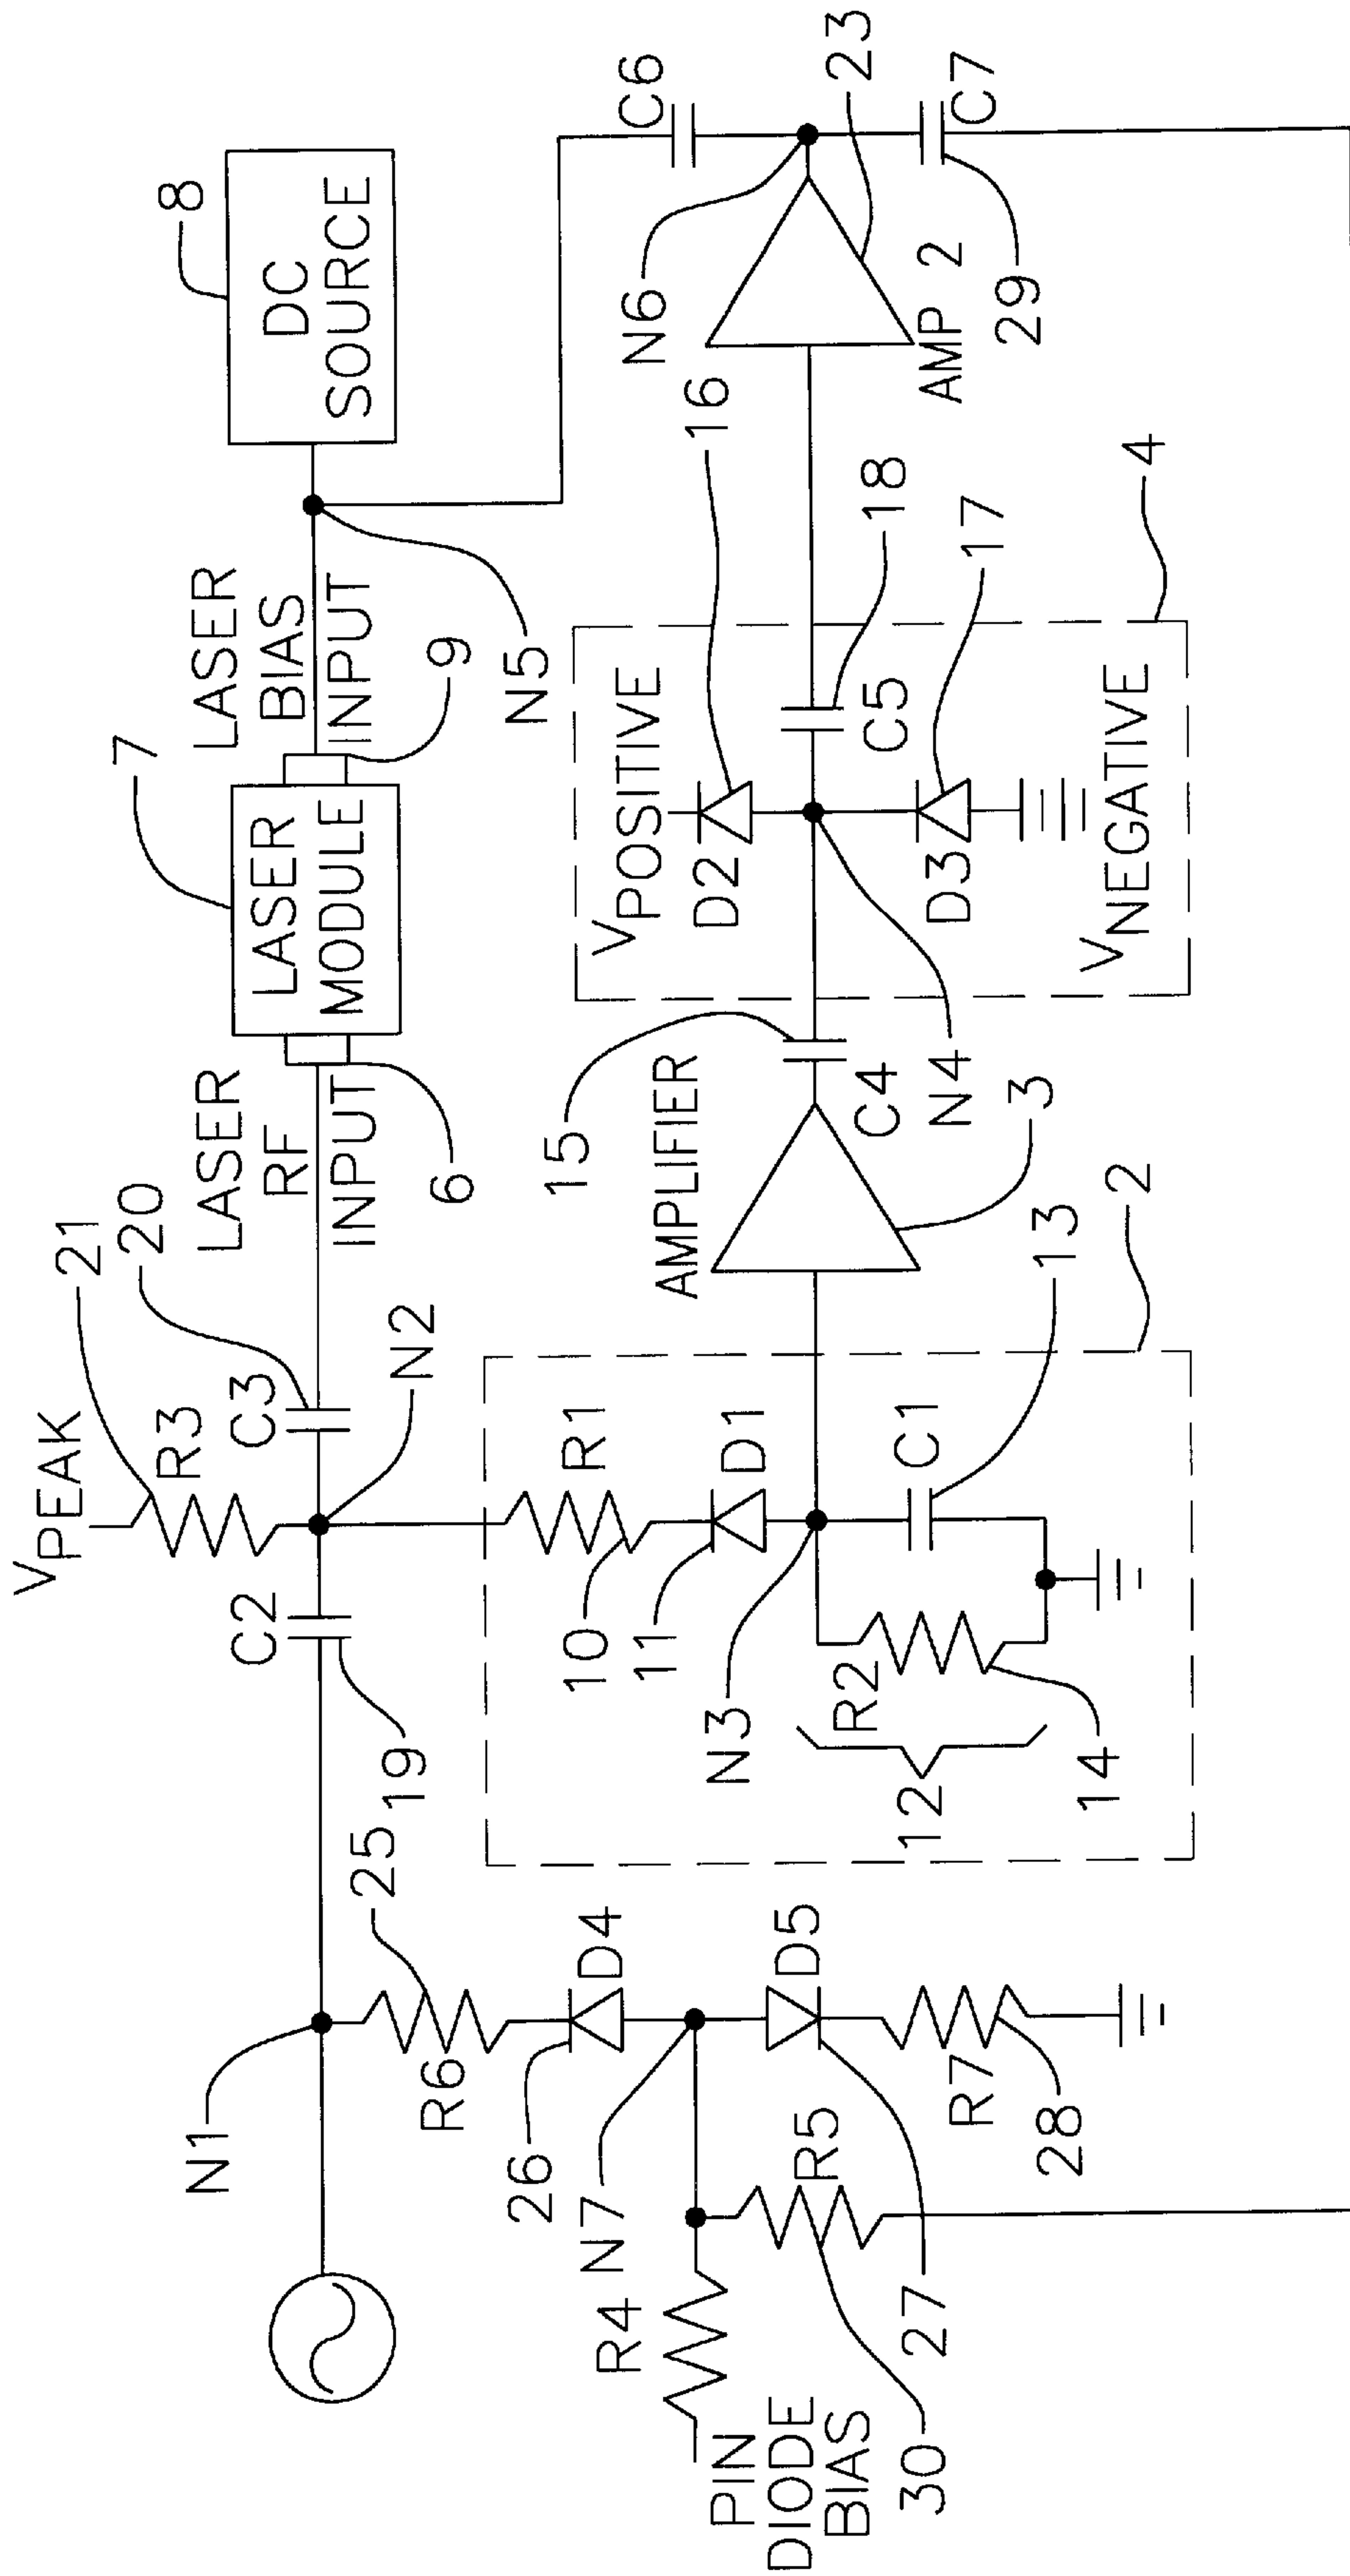 N1
C2
V PEAK
21
20
R3
C3
N2
LASER
RF
INPUT
6
7
LASER
MODULE
LASER
BIAS
INPUT
9
N5
8
DC
SOURCE
C6
N6
23
C7
29
AMP 2
19
25
R6
D4
26
N7
D5
R5
R4
PIN
DIODE
BIAS
30
27
R7
28
R1
10
D1
11
N3
C1
13
R2
12
14
2
AMPLIFIER
3
15
C4
N4
V POSITIVE
D2
16
C5
18
D3
17
V NEGATIVE
4